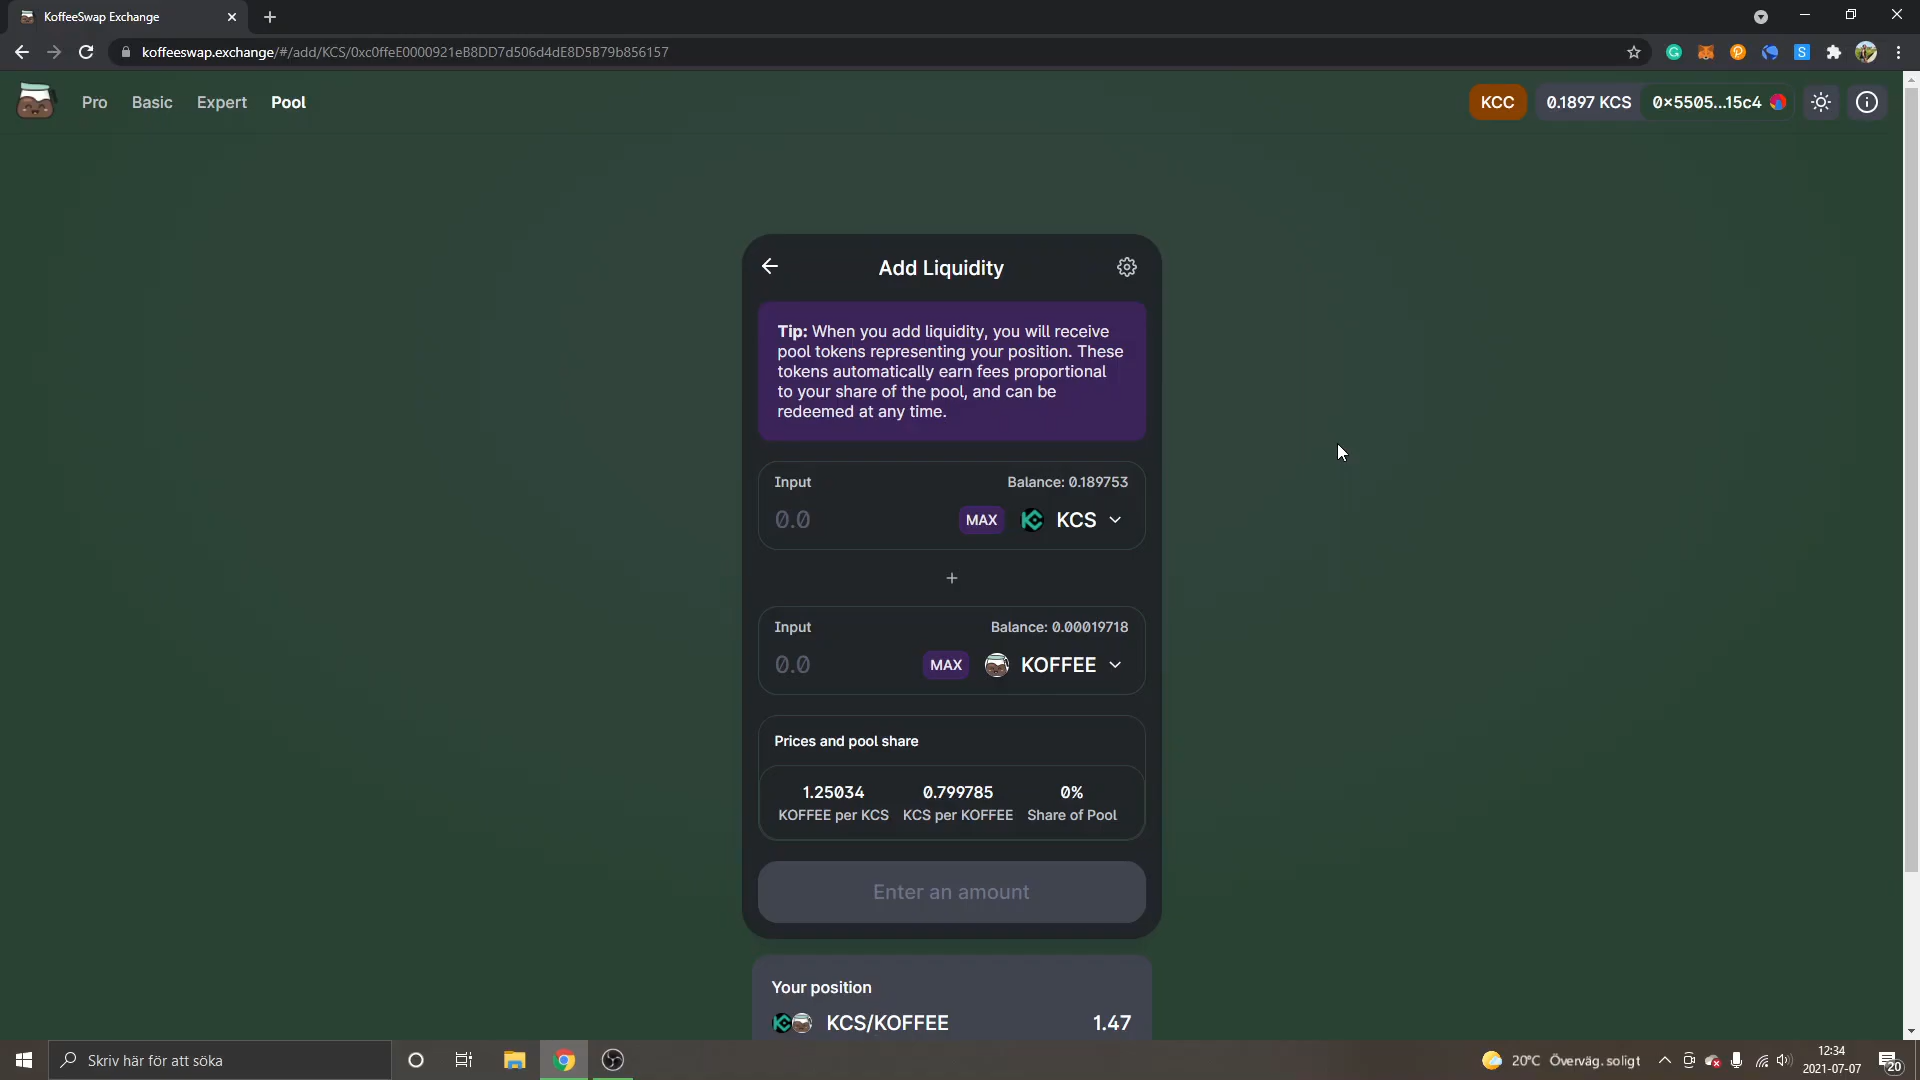 KoffeeSwap Exchange
koffeeswap.exchange/#/add/KCS/0xc0ffeE0000921eB8DD7d506d4dE8D5B79b856157
Pro Basic Expert Pool
KCC 0.1897 KCS 0x5505...15c4
Add Liquidity
Tip: When you add liquidity, you will receive
pool tokens representing your position. These
tokens automatically earn fees proportional
to your share of the pool, and can be
redeemed at any time.
Input Balance: 0.189753
0.0 MAX KCS
+
Input Balance: 0.00019718
0.0 MAX KOFFEE
Prices and pool share
1.25034 0.799785 0%
KOFFEE per KCS KCS per KOFFEE Share of Pool
Enter an amount
Your position
KCS/KOFFEE 1.47
Skriv här för att söka
20°C Överväg. soligt
12:34
2021-07-07
20